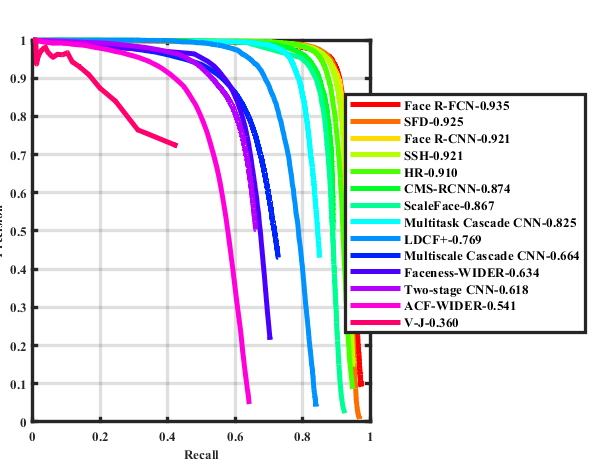 1
0.9
0.8
0.7
0.6
0.5
0.4
0.3
0.2
0.1
0
0 0.2 0.4 0.6 0.8 1
Recall
Face R-FCN-0.935
SFD-0.925
Face R-CNN-0.921
SSH-0.921
HR-0.910
CMS-RCNN-0.874
ScaleFace-0.867
Multitask Cascade CNN-0.825
LDCF+-0.769
Multiscale Cascade CNN-0.664
Faceness-WIDER-0.634
Two-stage CNN-0.618
ACF-WIDER-0.541
V-J-0.360